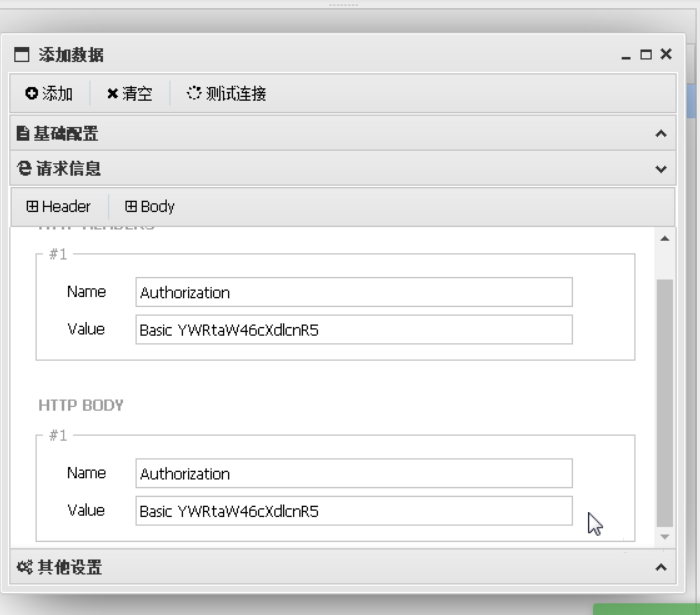 添加数据
添加 清空 测试连接
基础配置
请求信息
Header Body
HTTP HEADERS
#1
Name Authorization
Value Basic YWRtaW46cXdlcnR5
HTTP BODY
#1
Name Authorization
Value Basic YWRtaW46cXdlcnR5
其他设置